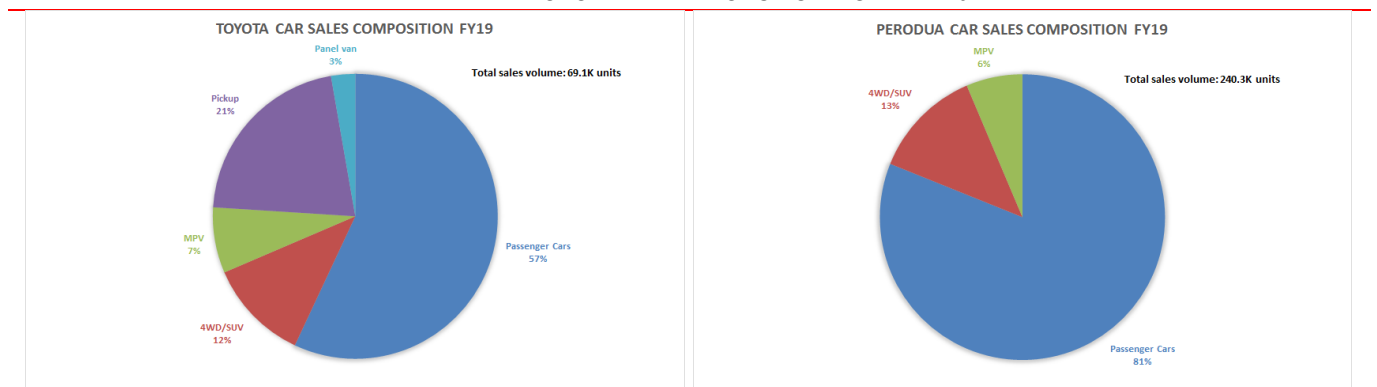 TOYOTA CAR SALES COMPOSITION FY19
Panel van
3%
Total sales volume: 69.1K units
Pickup
21%
MPV
7%
Passenger Cars
57%
4WD/SUV
12%
PERODUA CAR SALES COMPOSITION FY19
MPV
6%
Total sales volume: 240.3K units
4WD/SUV
13%
Passenger Cars
81%